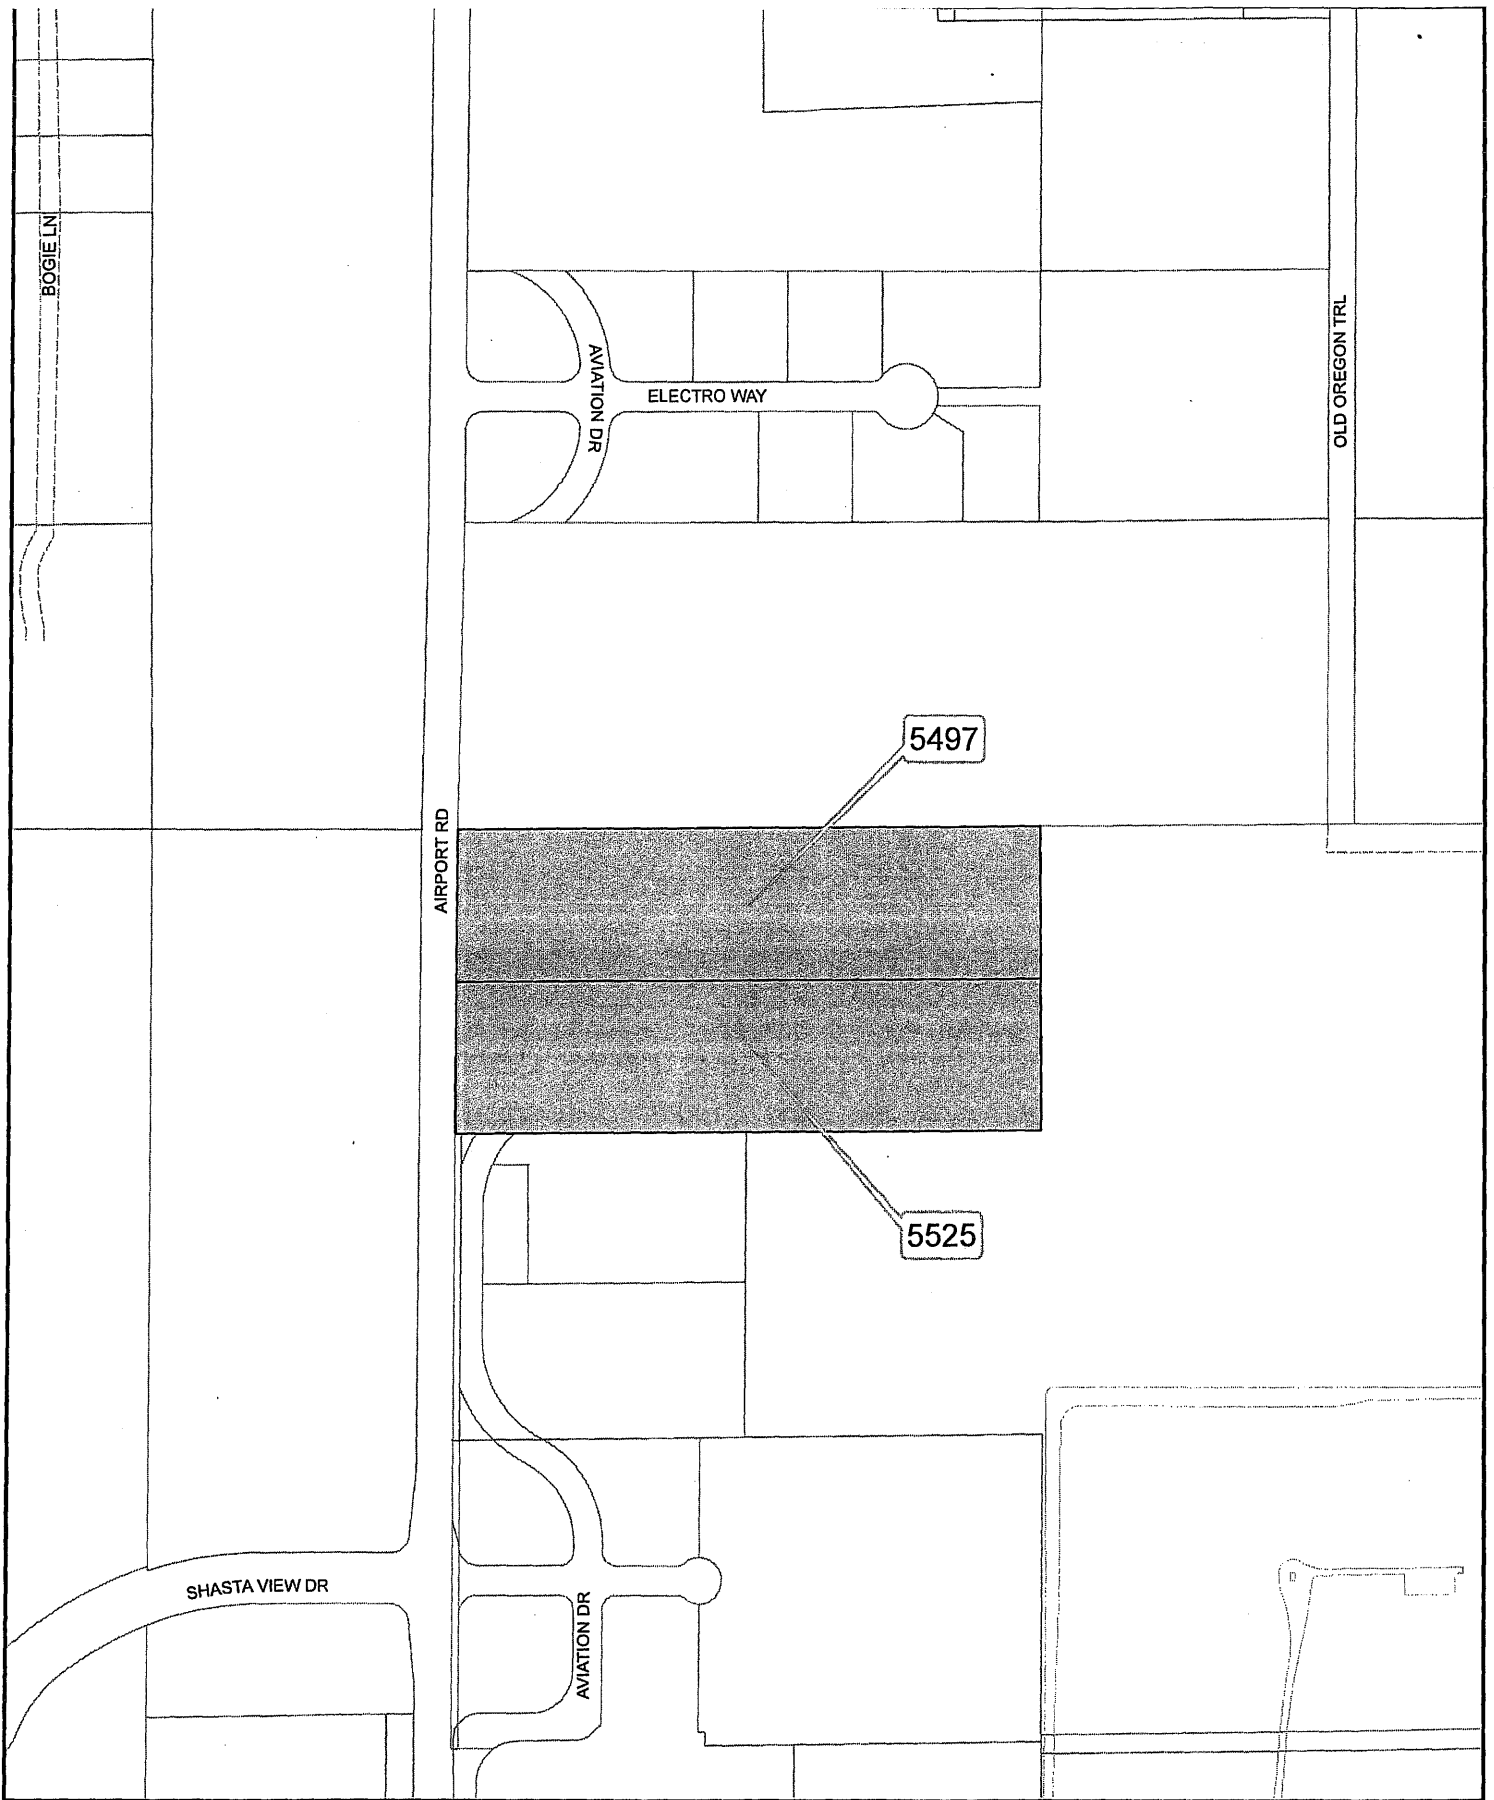 BOGIE LN
AVIATION DR
ELECTRO WAY
OLD OREGON TRL
5497
AIRPORT RD
5525
SHASTA VIEW DR
AVIATION DR